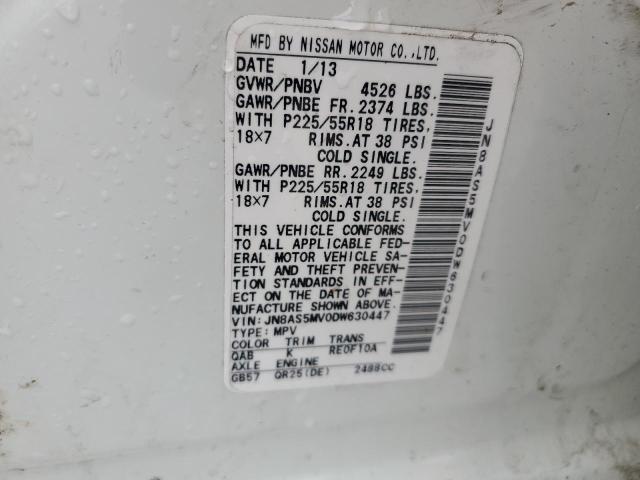 MFD BY NISSAN MOTOR CO.,LTD.
DATE 1/13
GVWR/PNBV 4526 LBS.
GAWR/PNBE FR. 2374 LBS.
WITH P225/55R18 TIRES,
18×7 RIMS.AT 38 PSI
COLD SINGLE.
GAWR/PNBE RR. 2249 LBS.
WITH P225/55R18 TIRES,
18×7 RIMS.AT 38 PSI
COLD SINGLE.
THIS VEHICLE CONFORMS
TO ALL APPLICABLE FED-
ERAL MOTOR VEHICLE SA-
FETY AND THEFT PREVEN-
TION STANDARDS IN EFF-
ECT ON THE DATE OF MA-
NUFACTURE SHOWN ABOVE.
VIN: JN8AS5MV0DW630447
TYPE: MPV
COLOR TRIM TRANS
QAB K RE0F10A
AXLE ENGINE
GB57 QR25(DE) 2488CC
JN8AS5MV0DW630447